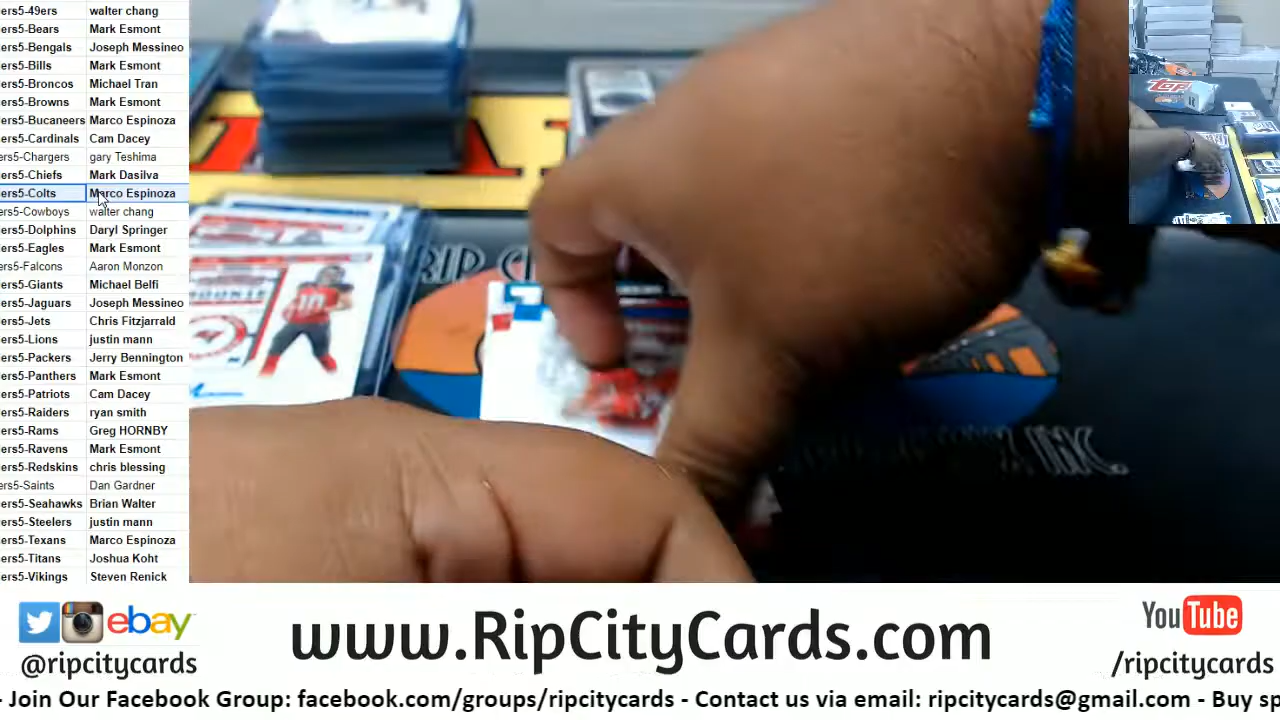 ers5-49ers walter chang
ers5-Bears Mark Esmont
ers5-Bengals Joseph Messineo
ers5-Bills Mark Esmont
ers5-Broncos Michael Tran
ers5-Browns Mark Esmont
ers5-Bucaneers Marco Espinoza
ers5-Cardinals Cam Dacey
ers5-Chargers gary Teshima
ers5-Chiefs Mark Dasilva
ers5-Colts Marco Espinoza
ers5-Cowboys walter chang
ers5-Dolphins Daryl Springer
ers5-Eagles Mark Esmont
ers5-Falcons Aaron Monzon
ers5-Giants Michael Belfi
ers5-Jaguars Joseph Messineo
ers5-Jets Chris Fitzjarrald
ers5-Lions justin mann
ers5-Packers Jerry Bennington
ers5-Panthers Mark Esmont
ers5-Patriots Cam Dacey
ers5-Raiders ryan smith
ers5-Rams Greg HORNBY
ers5-Ravens Mark Esmont
ers5-Redskins chris blessing
ers5-Saints Dan Gardner
ers5-Seahawks Brian Walter
ers5-Steelers justin mann
ers5-Texans Marco Espinoza
ers5-Titans Joshua Koht
ers5-Vikings Steven Renick
RIP C
INC
ebay
@ripcitycards
www.RipCityCards.com
YouTube
/ripcitycards
- Join Our Facebook Group: facebook.com/groups/ripcitycards - Contact us via email: ripcitycards@gmail.com - Buy sp